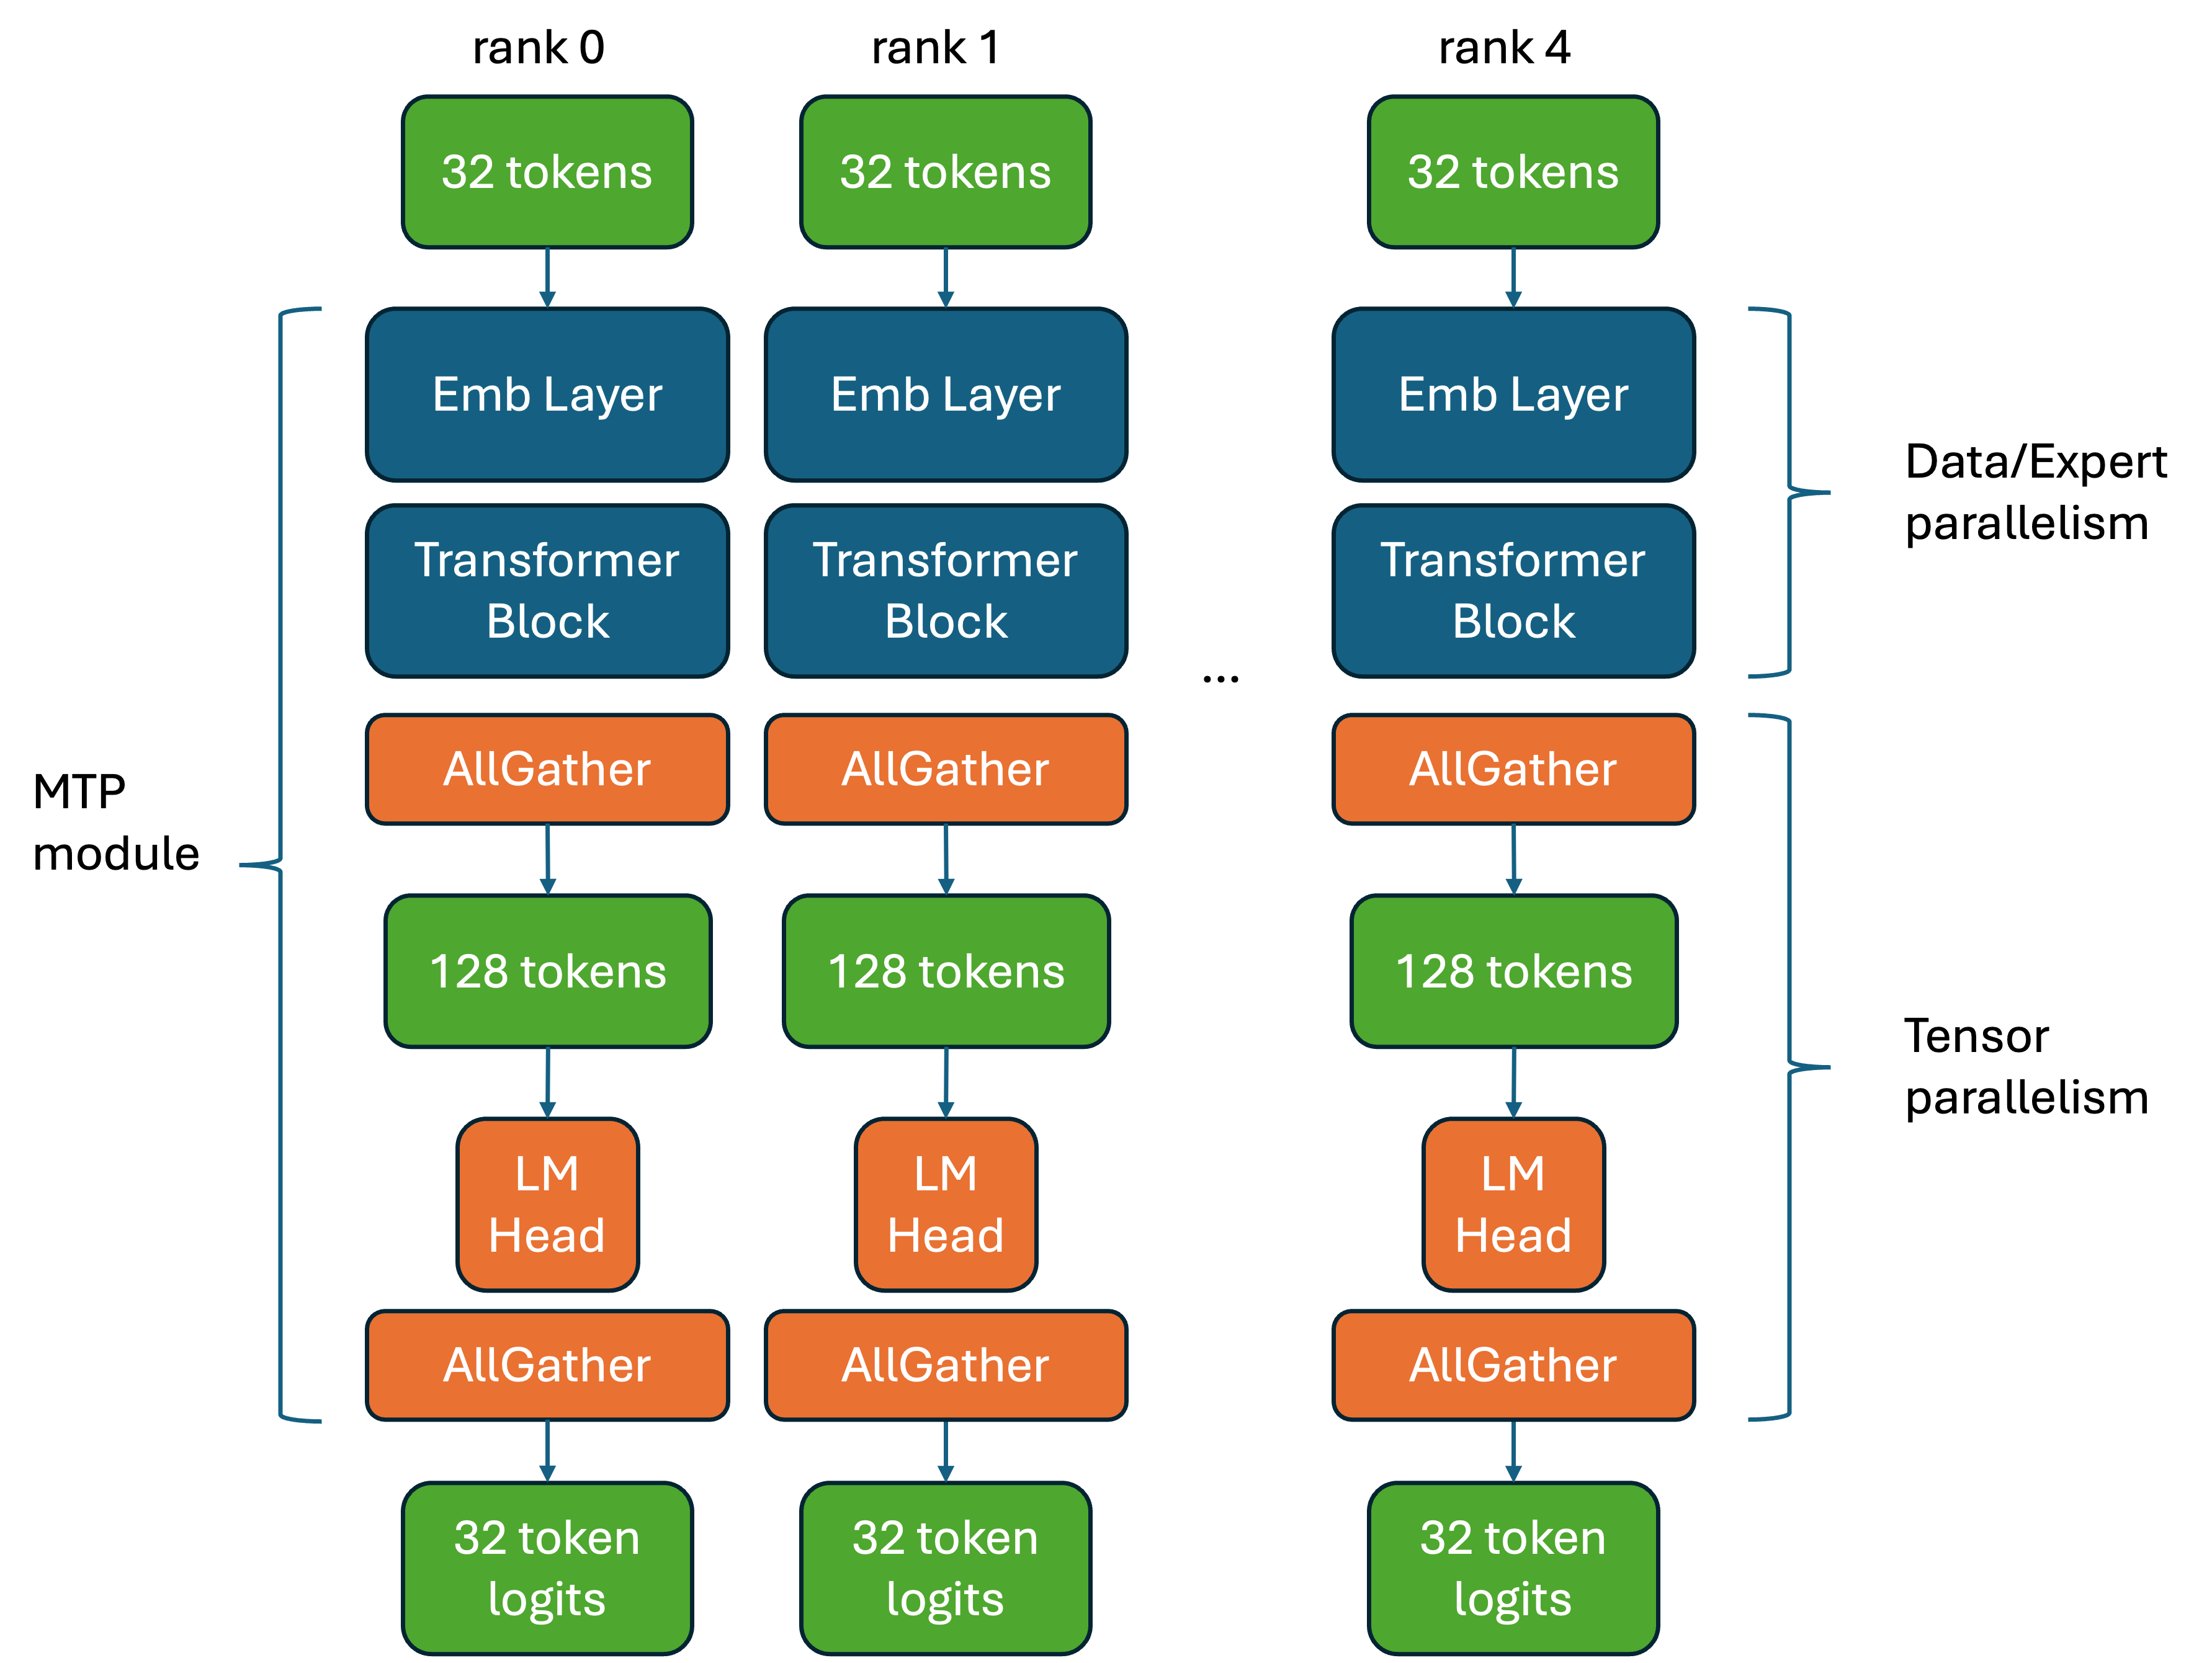 rank 0
rank 1
rank 4
32 tokens
32 tokens
32 tokens
Emb Layer
Emb Layer
Emb Layer
Data/Expert
parallelism
Transformer
Block
Transformer
Block
Transformer
Block
...
MTP
module
AllGather
AllGather
AllGather
128 tokens
128 tokens
128 tokens
Tensor
parallelism
LM
Head
LM
Head
LM
Head
AllGather
AllGather
AllGather
32 token
logits
32 token
logits
32 token
logits